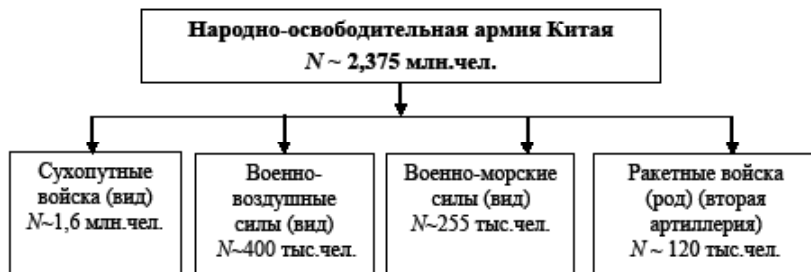 Народно-освободительная армия Китая
N ~ 2,375 млн.чел.
Сухопутные
войска (вид)
N~1,6 млн.чел.
Военно-
воздушные
силы (вид)
N~400 тыс.чел.
Военно-морские
силы (вид)
N~255 тыс.чел.
Ракетные войска
(род) (вторая
артиллерия)
N ~ 120 тыс.чел.